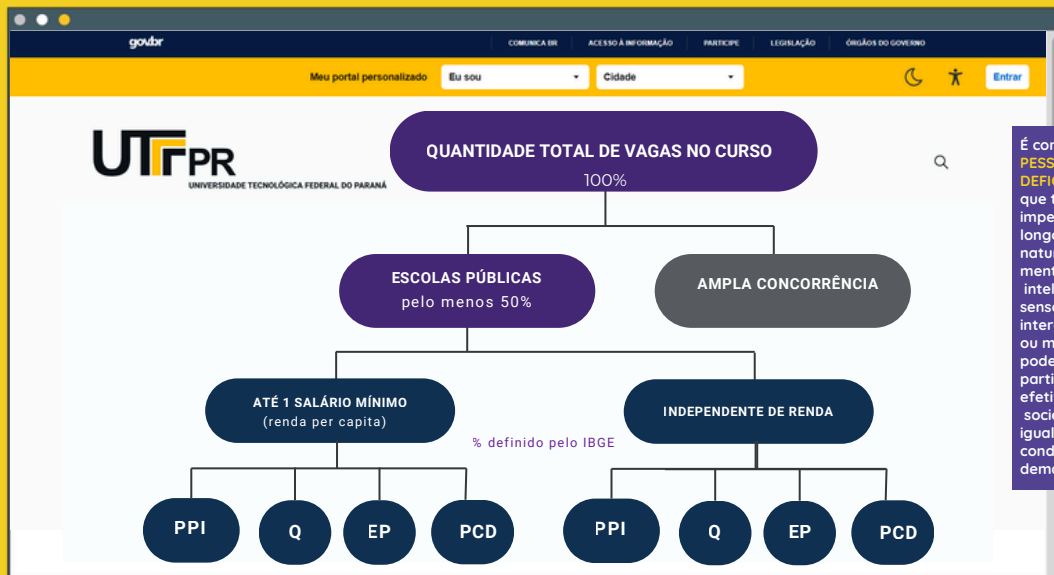 gov.br
COMUNICA BR ACESSO À INFORMAÇÃO PARTICIPE LEGISLAÇÃO ÓRGÃOS DO GOVERNO
Meu portal personalizado Eu sou Cidade Entrar
UTFPR
UNIVERSIDADE TECNOLÓGICA FEDERAL DO PARANÁ
QUANTIDADE TOTAL DE VAGAS NO CURSO
100%
ESCOLAS PÚBLICAS
pelo menos 50%
AMPLA CONCORRÊNCIA
ATÉ 1 SALÁRIO MÍNIMO
(renda per capita)
INDEPENDENTE DE RENDA
% definido pelo IBGE
PPI Q EP PCD PPI Q EP PCD
É
que
ou